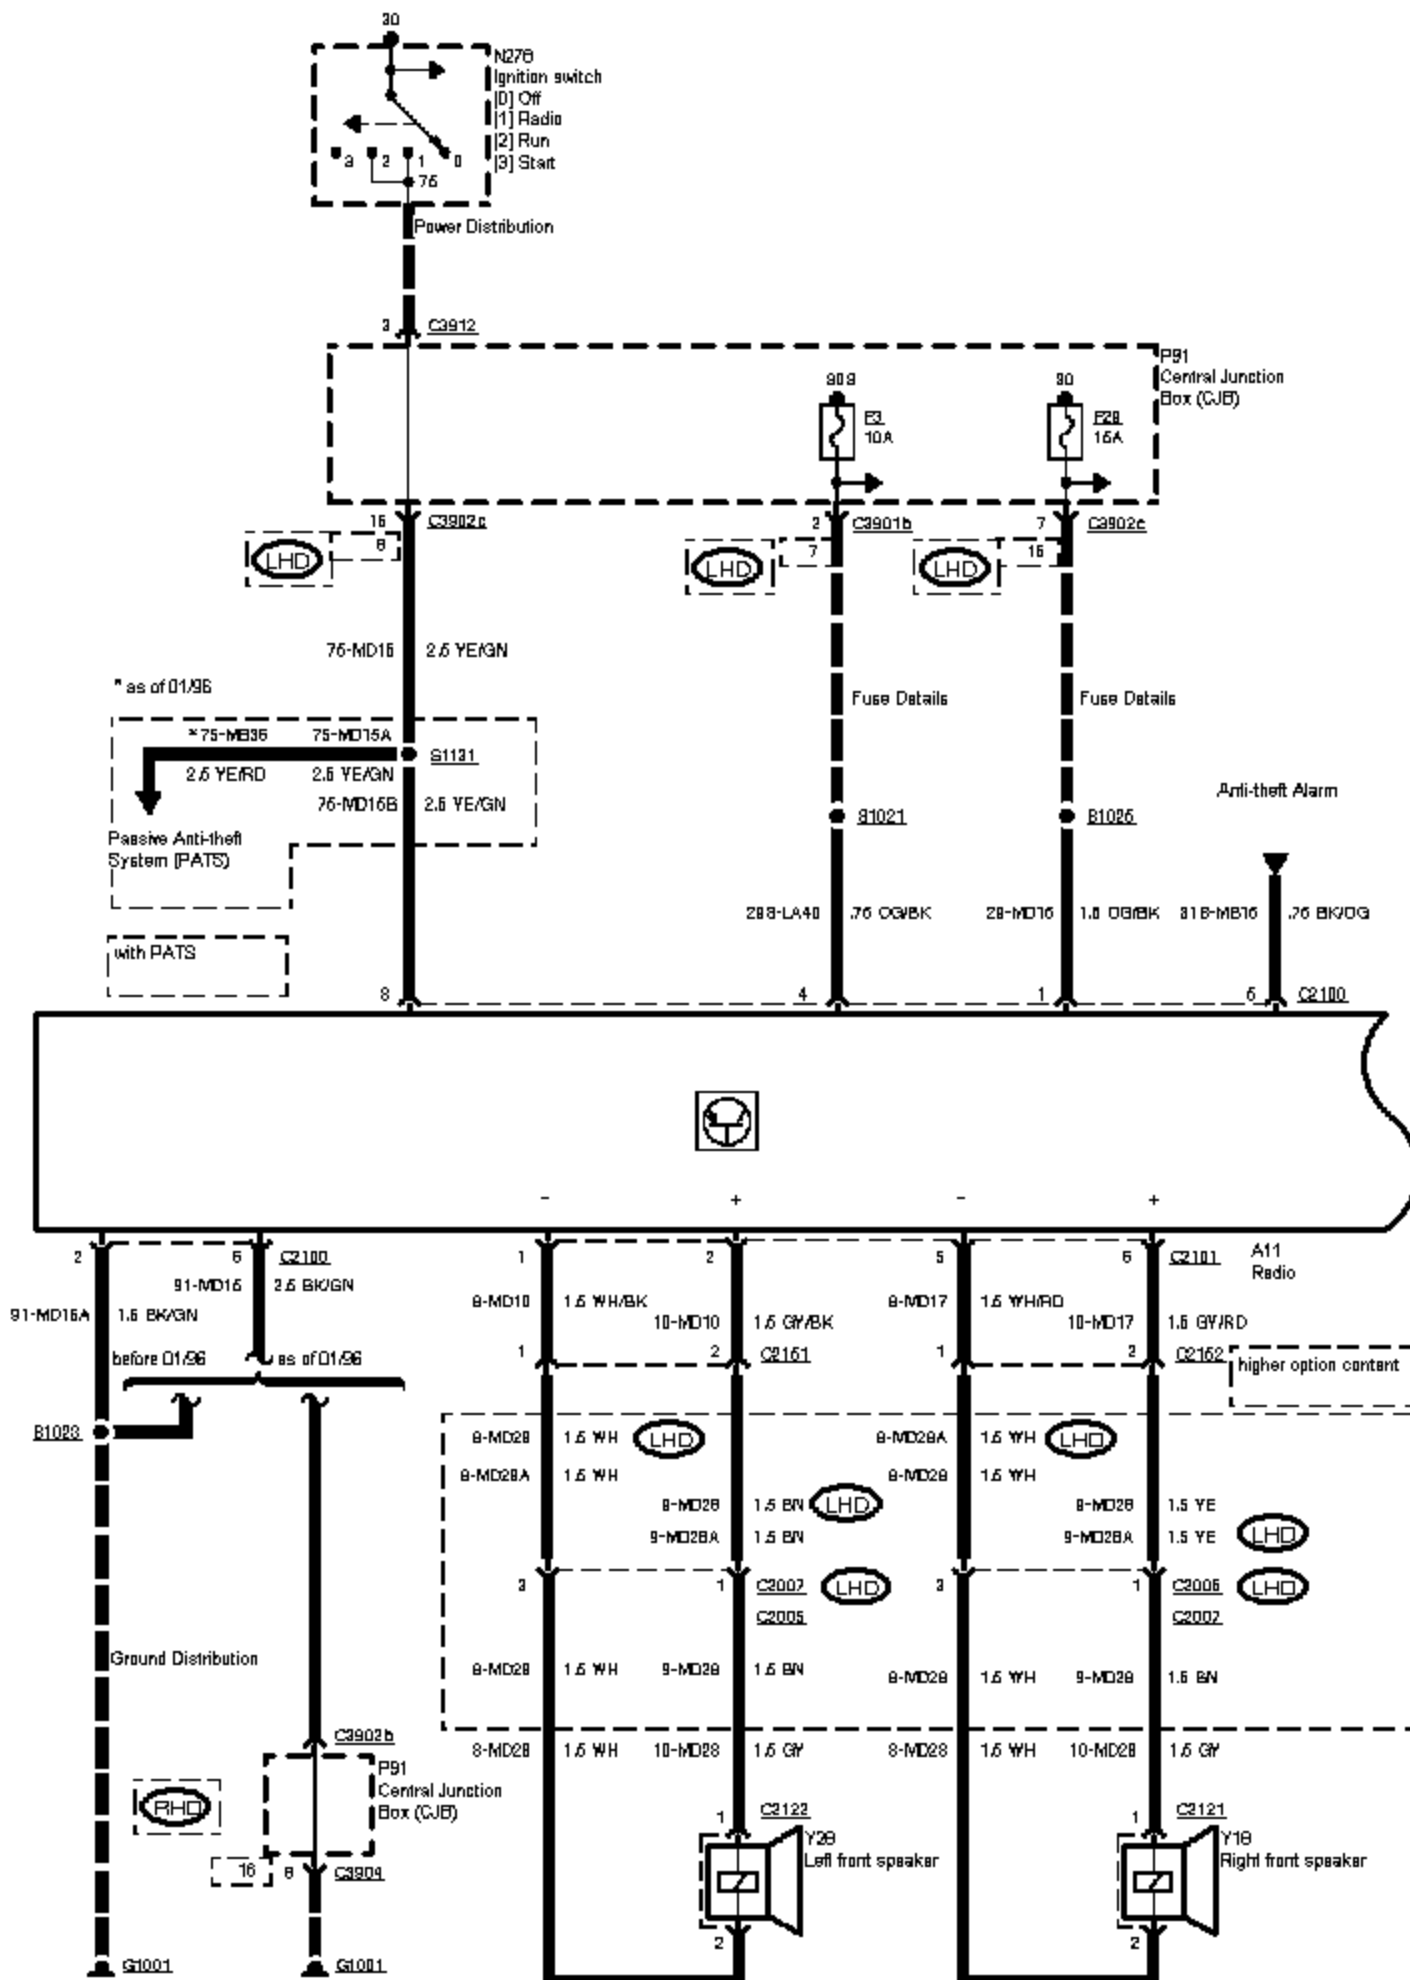 30
N278
Ignition switch
[0] Off
[1] Radio
[2] Run
[3] Start
3 2 1 0
75
Power Distribution
3 C3912
P91
Central Junction
Box (CJB)
90S 90
F3
10A
F28
15A
16 C3902c
8
LHD
2 C3901b
7
LHD
7 C3902c
16
LHD
75-MD15 2.5 YE/GN
* as of 01/96
Fuse Details Fuse Details
*75-MB36 75-MD15A
2.5 YE/RD 2.5 YE/GN
S1131
75-MD15B 2.5 YE/GN
Passive Anti-theft
System (PATS)
with PATS
Anti-theft Alarm
S1021 S1025
29S-LA40 .75 OG/BK 29-MD15 1.5 OG/BK 31S-MB15 .75 BK/OG
8 4 1 5 C2100
- + - +
A11
Radio
2 6 C2100
1 2 5 6 C2101
91-MD15 2.5 BK/GN
91-MD15A 1.5 BK/GN
8-MD10 1.5 WH/BK
10-MD10 1.5 GY/BK
8-MD17 1.5 WH/RD
10-MD17 1.5 GY/RD
before 01/96 as of 01/96
1 2 C2151
1 2 C2152
higher option content
S1023
8-MD28 1.5 WH LHD
8-MD28A 1.5 WH LHD
8-MD28A 1.5 WH
8-MD28 1.5 WH
9-MD28 1.5 BN LHD
9-MD28A 1.5 BN
9-MD28 1.5 YE
9-MD28A 1.5 YE LHD
3 1 C2007 LHD
C2005
3 1 C2006 LHD
C2007
Ground Distribution
8-MD28 1.5 WH 9-MD28 1.5 BN
8-MD28 1.5 WH 9-MD28 1.5 BN
8-MD28 1.5 WH 10-MD28 1.5 GY
8-MD28 1.5 WH 10-MD28 1.5 GY
C3902b
P91
Central Junction
Box (CJB)
RHD
16 8 C3904
1 C2122
Y28
Left front speaker
2
1 C2121
Y18
Right front speaker
2
G1001 G1001